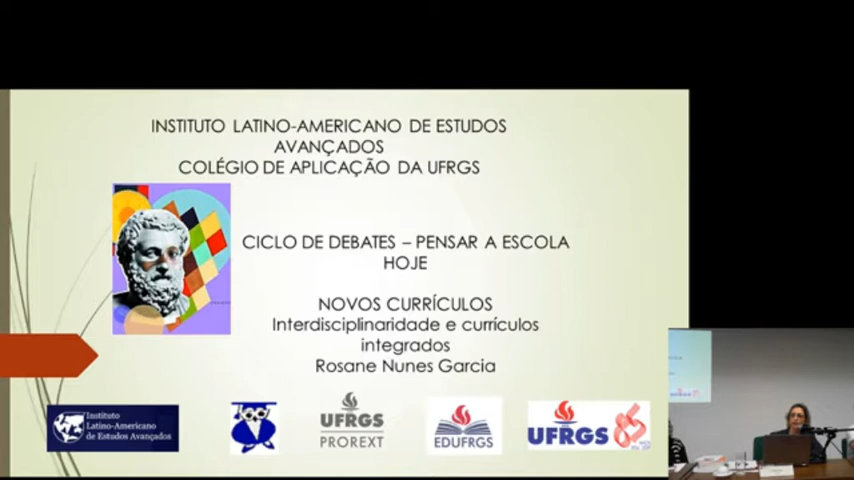 INSTITUTO LATINO-AMERICANO DE ESTUDOS
AVANÇADOS
COLÉGIO DE APLICAÇÃO DA UFRGS
CICLO DE DEBATES – PENSAR A ESCOLA
HOJE
NOVOS CURRÍCULOS
Interdisciplinaridade e currículos
integrados
Rosane Nunes Garcia
Instituto
Latino-Americano
de Estudos Avançados
UFRGS
PROREXT
EDUFRGS
UFRGS
85